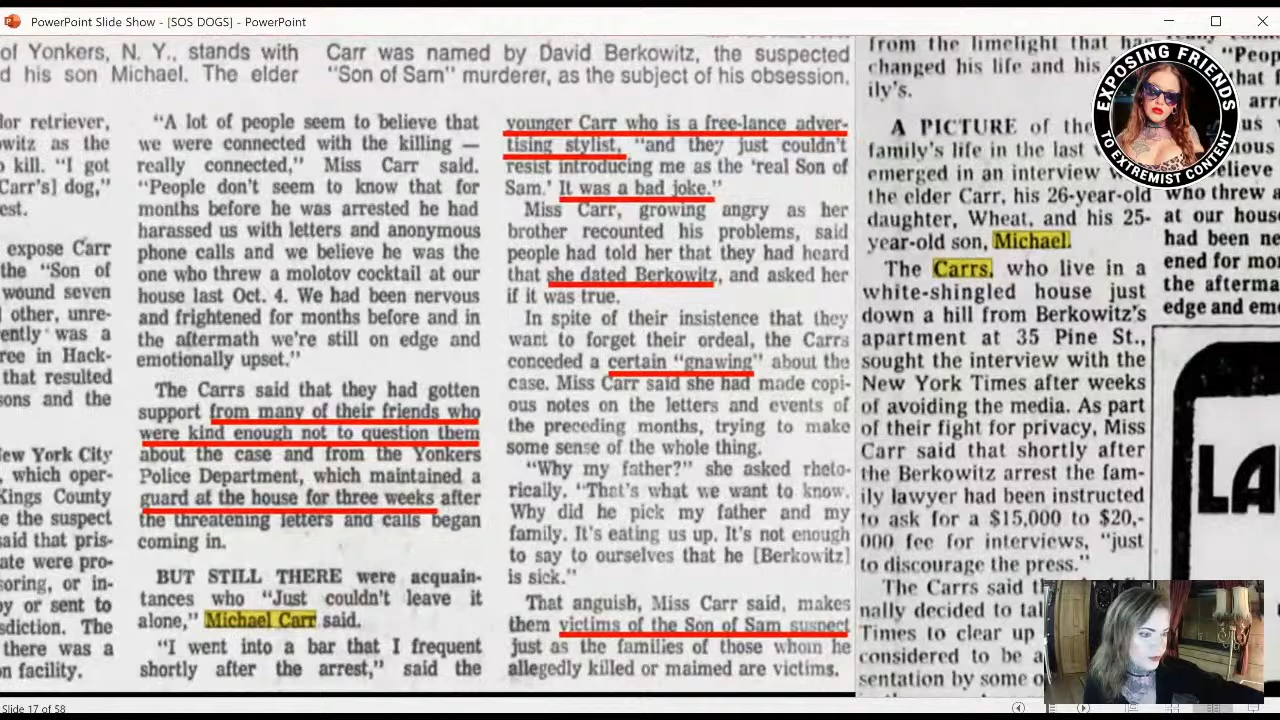 PowerPoint Slide Show - [SOS DOGS] - PowerPoint
of Yonkers, N. Y., stands with
d his son Michael. The elder
Carr was named by David Berkowitz, the suspected
"Son of Sam" murderer, as the subject of his obsession.
lor retriever,
owitz as the
o kill. "I got
Carr's] dog,"
est.
expose Carr
the "Son of
wound seven
other, unre-
ently was a
ree in Hack-
that resulted
sons and the
New York City
, which oper-
Kings County
e the suspect
said that pris-
ate were pro-
soring, or in-
by or sent to
sdiction. The
there was a
on facility.
"A lot of people seem to believe that
we were connected with the killing —
really connected," Miss Carr said.
"People don't seem to know that for
months before he was arrested he had
harassed us with letters and anonymous
phone calls and we believe he was the
one who threw a molotov cocktail at our
house last Oct. 4. We had been nervous
and frightened for months before and in
the aftermath we're still on edge and
emotionally upset."
The Carrs said that they had gotten
support from many of their friends who
were kind enough not to question them
about the case and from the Yonkers
Police Department, which maintained a
guard at the house for three weeks after
the threatening letters and calls began
coming in.
BUT STILL THERE were acquain-
tances who "Just couldn't leave it
alone," Michael Carr said.
"I went into a bar that I frequent
shortly after the arrest," said the
younger Carr who is a free-lance adver-
tising stylist, "and they just couldn't
resist introducing me as the 'real Son of
Sam.' It was a bad joke."
Miss Carr, growing angry as her
brother recounted his problems, said
people had told her that they had heard
that she dated Berkowitz, and asked her
if it was true.
In spite of their insistence that they
want to forget their ordeal, the Carrs
conceded a certain "gnawing" about the
case. Miss Carr said she had made copi-
ous notes on the letters and events of
the preceding months, trying to make
some sense of the whole thing.
"Why my father?" she asked rheto-
rically. "That's what we want to know.
Why did he pick my father and my
family. It's eating us up. It's not enough
to say to ourselves that he [Berkowitz]
is sick."
That anguish, Miss Carr said, makes
them victims of the Son of Sam suspect
just as the families of those whom he
allegedly killed or maimed are victims.
from the limelight that has
changed his life and his
ily's.
A PICTURE of the
family's life in the last
emerged in an interview
the elder Carr, his 26-year-old
daughter, Wheat, and his 25-
year-old son, Michael.
The Carrs, who live in a
white-shingled house just
down a hill from Berkowitz's
apartment at 35 Pine St.,
sought the interview with the
New York Times after weeks
of avoiding the media. As part
of their fight for privacy, Miss
Carr said that shortly after
the Berkowitz arrest the fam-
ily lawyer had been instructed
to ask for a $15,000 to $20,-
000 fee for interviews, "just
to discourage the press."
The Carrs said
nally decided to
Times to clear up
considered to be a
sentation by some
"Peop
that
arr
us
elieve
who threw a
at our hous
had been ne
ened for mo
the afterma
edge and emo
LA
EXPOSING FRIENDS
TO EXTREMIST CONTENT
Slide 17 of 58